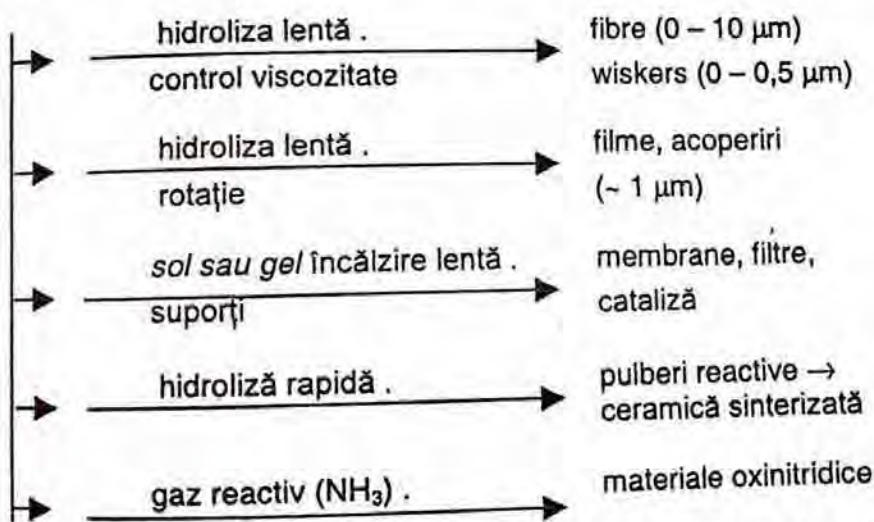 hidroliza lentă .
control viscozitate
fibre (0 – 10 μm)
wiskers (0 – 0,5 μm)
hidroliza lentă .
rotație
filme, acoperiri
(~ 1 μm)
sol sau gel încălzire lentă .
suporți
membrane, filtre,
cataliză
hidroliză rapidă .
pulberi reactive →
ceramică sinterizată
gaz reactiv (NH₃) .
materiale oxinitridice